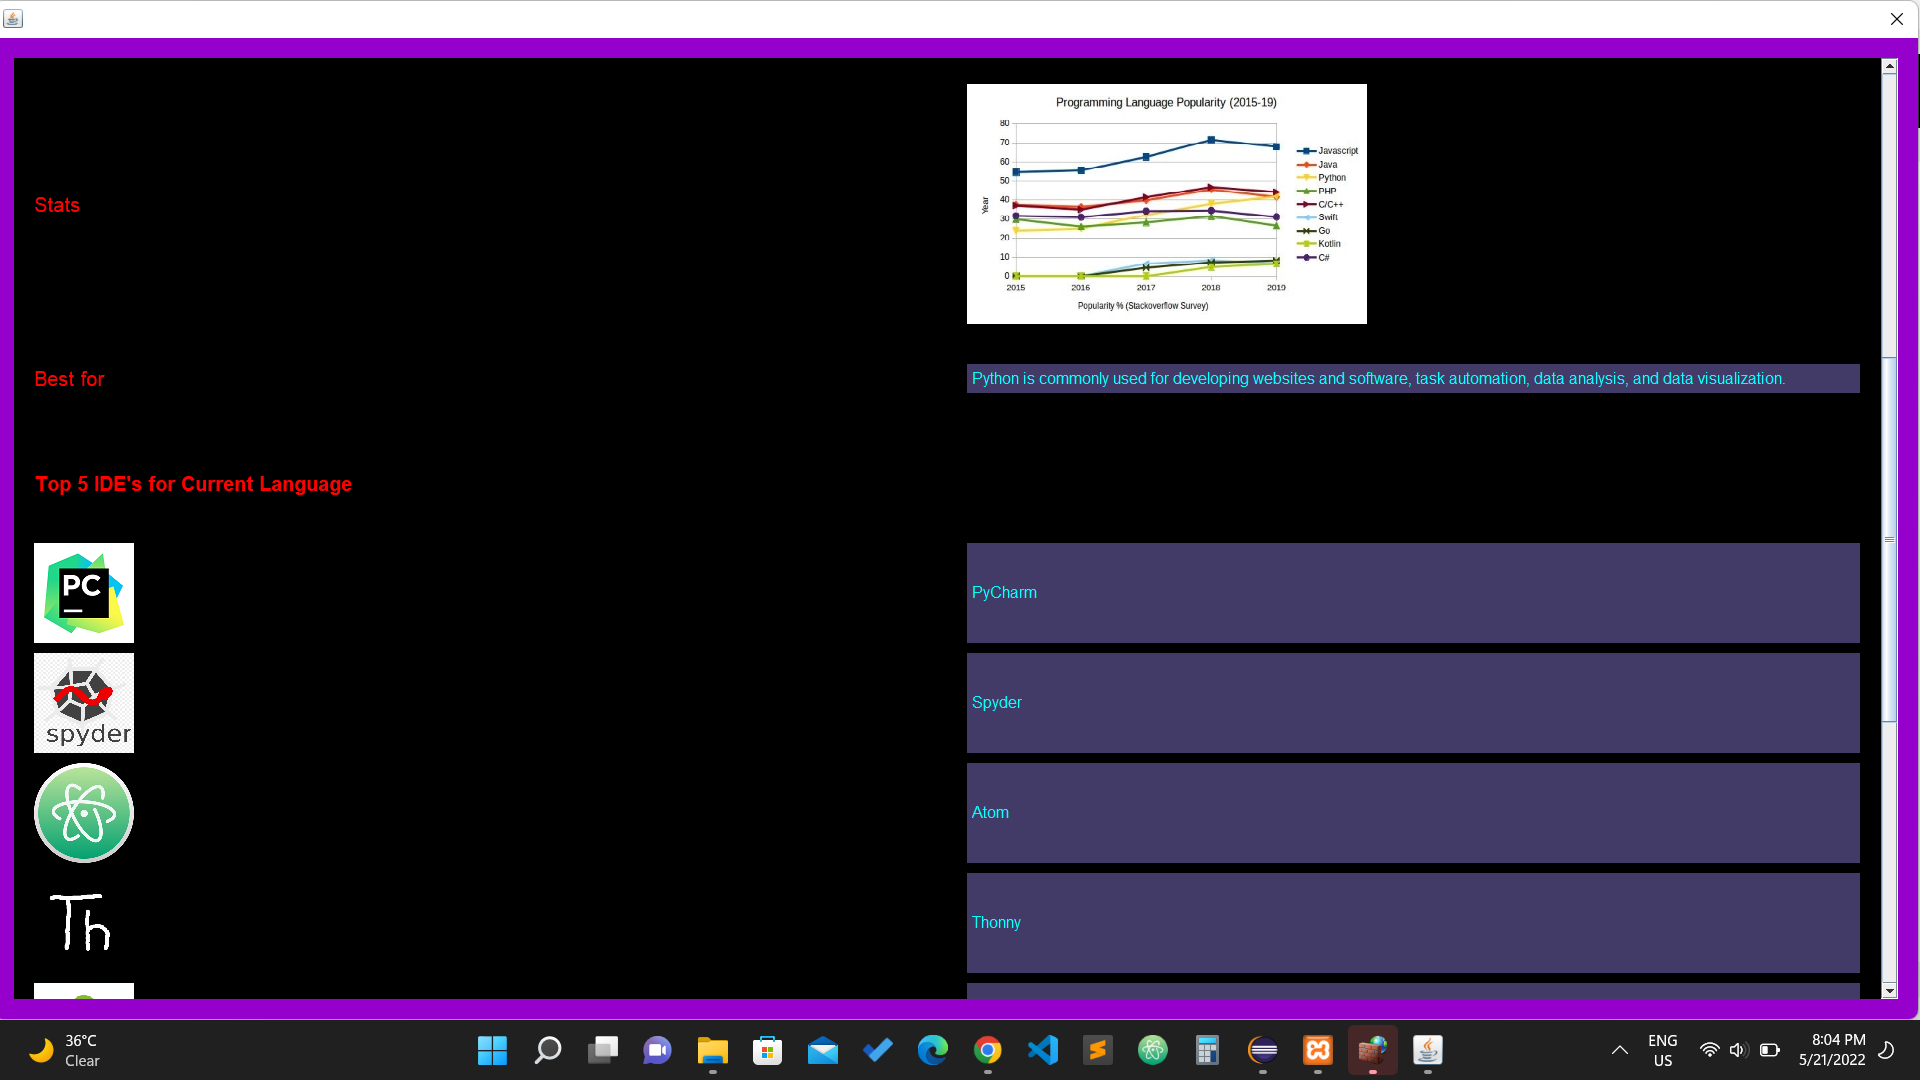 Programming Language Popularity (2015-19)
80
70
60
50
40
30
20
10
0
Year
2015 2016 2017 2018 2019
Popularity % (Stackoverflow Survey)
Javascript
Java
Python
PHP
C/C++
Swift
Go
Kotlin
C#
Stats
Best for
Python is commonly used for developing websites and software, task automation, data analysis, and data visualization.
Top 5 IDE's for Current Language
PC
PyCharm
spyder
Spyder
Atom
Th
Thonny
36°C
Clear
ENG
US
8:04 PM
5/21/2022